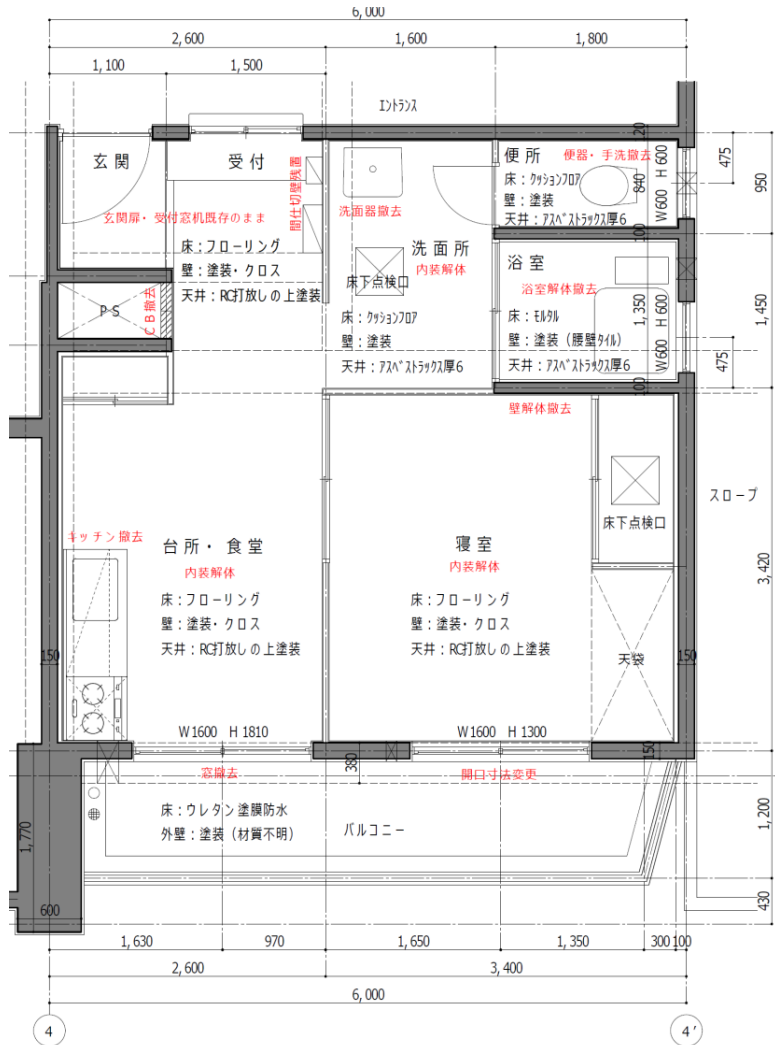 6,000
2,600
1,600
1,800
1,100
1,500
エントランス
玄関
受付
間仕切壁残置
玄関扉・受付窓机既存のまま
床：フローリング
壁：塗装・クロス
天井：RC打放しの上塗装
PS
CB撤去
洗面器撤去
洗面所
内装解体
床下点検口
床：クッションフロア
壁：塗装
天井：アスベストラックス厚6
便所
便器・手洗撤去
床：クッションフロア
壁：塗装
天井：アスベストラックス厚6
120
840
W600 H600
100
浴室
浴室解体撤去
床：モルタル
壁：塗装（腰壁タイル）
天井：アスベストラックス厚6
1,350
W600 H600
100
475
950
475
1,450
壁解体撤去
スロープ
床下点検口
キッチン撤去
台所・食堂
内装解体
床：フローリング
壁：塗装・クロス
天井：RC打放しの上塗装
寝室
内装解体
床：フローリング
壁：塗装・クロス
天井：RC打放しの上塗装
天袋
3,420
150
150
W1600 H1810
W1600 H1300
窓撤去
380
開口寸法変更
150
床：ウレタン塗膜防水
外壁：塗装（材質不明）
バルコニー
1,770
600
1,200
430
1,630
970
1,650
1,350
300
100
2,600
3,400
6,000
4
4'